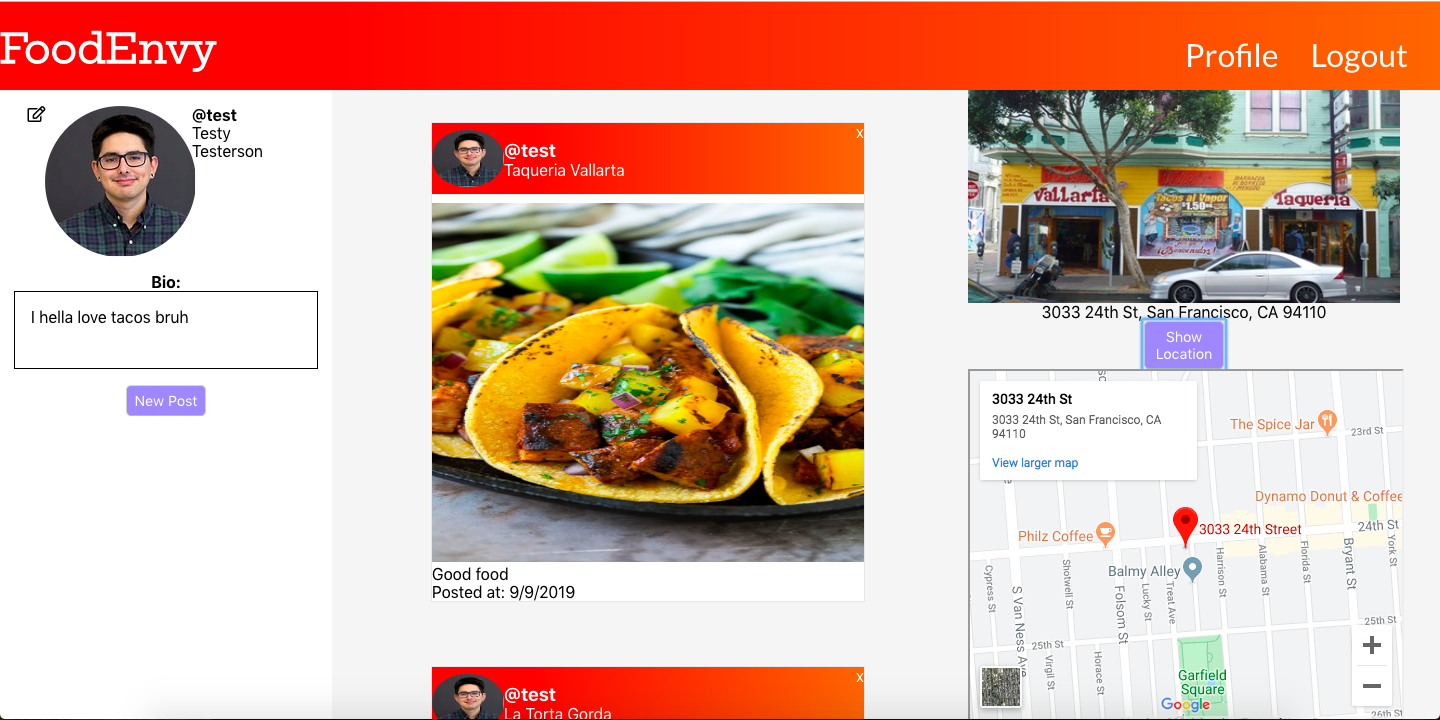 FoodEnvy
Profile
Logout
@test
Testy
Testerson
Bio:
I hella love tacos bruh
New Post
@test
x
Taqueria Vallarta
Good food
Posted at: 9/9/2019
@test
x
La Torta Gorda
Vallarta
Tacos al Vapor
$1.50
Taqueria
3033 24th St, San Francisco, CA 94110
Show
Location
3033 24th St
3033 24th St, San Francisco, CA
94110
View larger map
The Spice Jar
23rd St
Dynamo Donut & Coffee
24th St
3033 24th Street
Philz Coffee
Balmy Alley
Cypress St
S Van Ness Ave
Shotwell St
Folsom St
Lucky St
Treat Ave
Harrison St
Alabama St
Florida St
Bryant St
York St
25th St
25th St
Virgil St
Horace St
Garfield
Square
Google
26th St